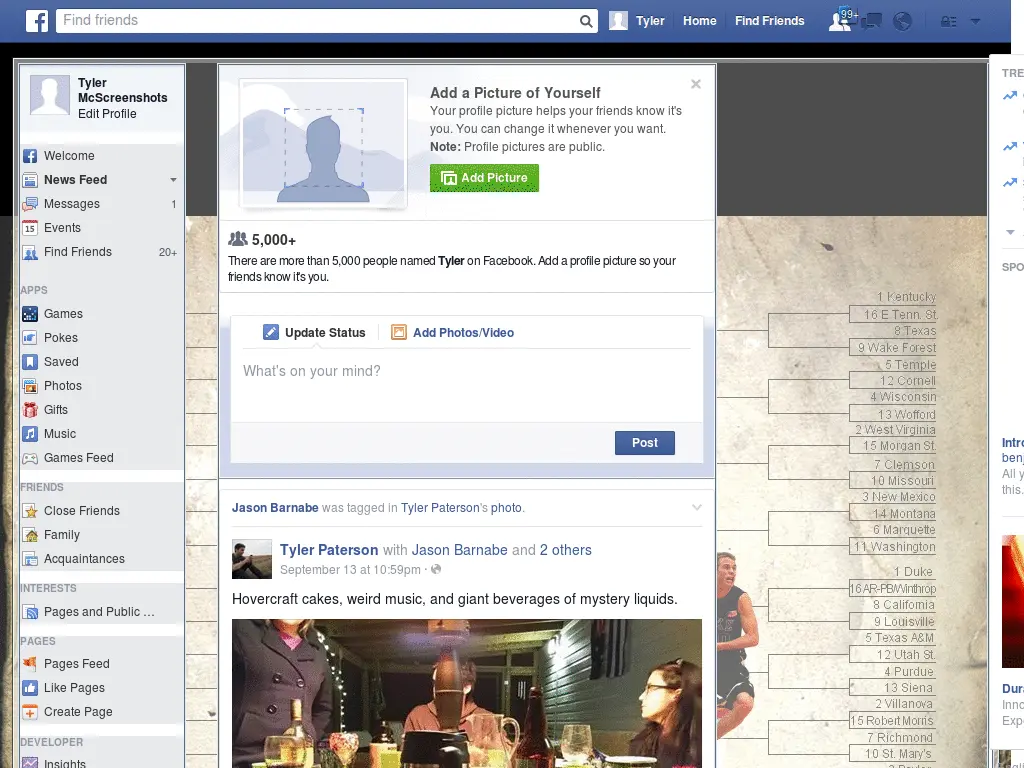 Find friends
Tyler
Home
Find Friends
99+
Tyler
McScreenshots
Edit Profile
Welcome
News Feed
Messages 1
Events
Find Friends 20+
APPS
Games
Pokes
Saved
Photos
Gifts
Music
Games Feed
FRIENDS
Close Friends
Family
Acquaintances
INTERESTS
Pages and Public ...
PAGES
Pages Feed
Like Pages
Create Page
DEVELOPER
Insights
Add a Picture of Yourself
Your profile picture helps your friends know it's
you. You can change it whenever you want.
Note: Profile pictures are public.
Add Picture
5,000+
There are more than 5,000 people named Tyler on Facebook. Add a profile picture so your
friends know it's you.
Update Status
Add Photos/Video
What's on your mind?
Post
Jason Barnabe was tagged in Tyler Paterson's photo.
Tyler Paterson with Jason Barnabe and 2 others
September 13 at 10:59pm ·
Hovercraft cakes, weird music, and giant beverages of mystery liquids.
1 Kentucky
16 E Tenn. St.
8 Texas
9 Wake Forest
5 Temple
12 Cornell
4 Wisconsin
13 Wofford
2 West Virginia
15 Morgan St.
7 Clemson
10 Missouri
3 New Mexico
14 Montana
6 Marquette
11 Washington
1 Duke
16 AR-PB/Winthrop
8 California
9 Louisville
5 Texas A&M
12 Utah St.
4 Purdue
13 Siena
2 Villanova
15 Robert Morris
7 Richmond
10 St. Mary's
TRE
SPO
Intro
benj
All y
this.
Dura
Inno
Expe